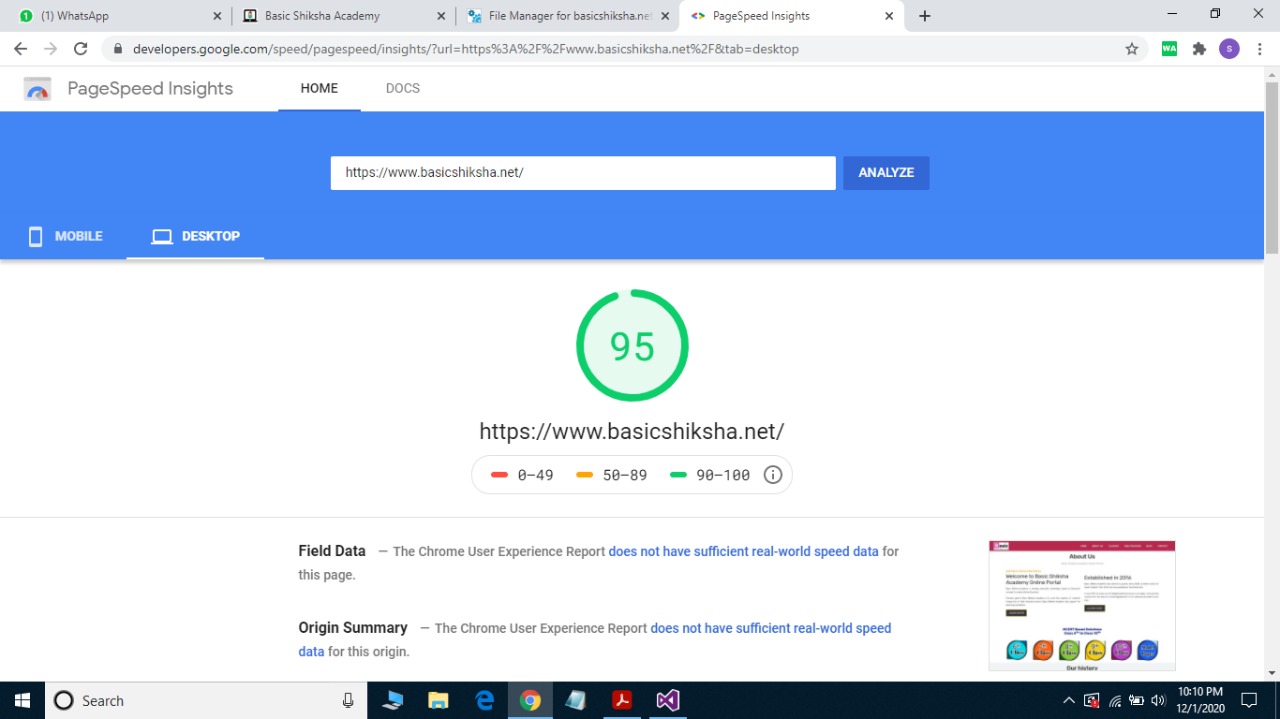 (1) WhatsApp
Basic Shiksha Academy
File Manager for basicshiksha.net
PageSpeed Insights
developers.google.com/speed/pagespeed/insights/?url=https%3A%2F%2Fwww.basicshiksha.net%2F&tab=desktop
WA
S
PageSpeed Insights
HOME
DOCS
https://www.basicshiksha.net/
ANALYZE
MOBILE
DESKTOP
95
https://www.basicshiksha.net/
0–49
50–89
90–100
Field Data — The Chrome User Experience Report does not have sufficient real-world speed data for
this page.
Origin Summary — The Chrome User Experience Report does not have sufficient real-world speed
data for this origin.
About Us
Welcome to Basic Shiksha
Academy Online Portal
Established in 2016
Our history
Search
10:10 PM
12/1/2020